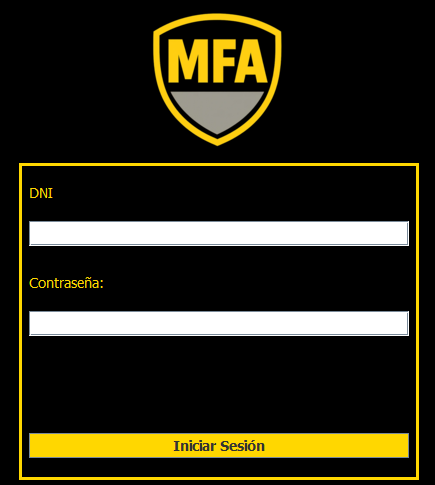 MFA
DNI
Contraseña:
Iniciar Sesión